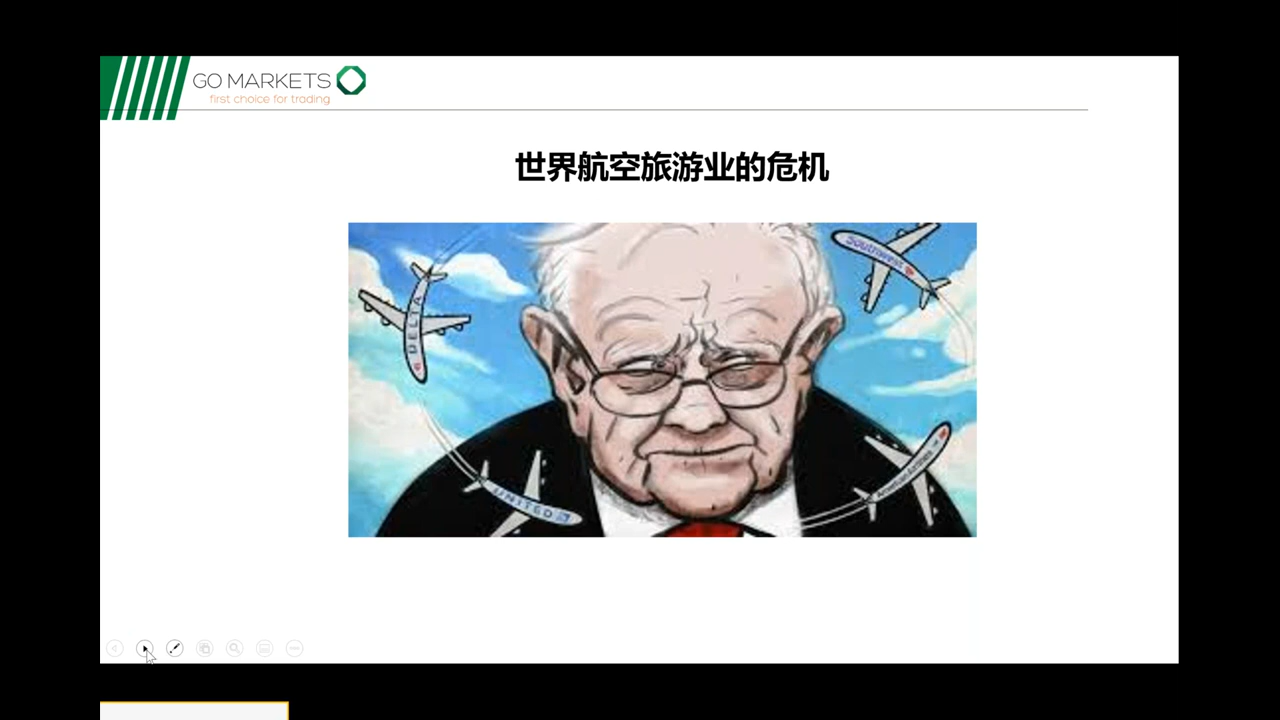 GO MARKETS
first choice for trading
世界航空旅游业的危机
Southwest
DELTA
UNITED
American Airlines